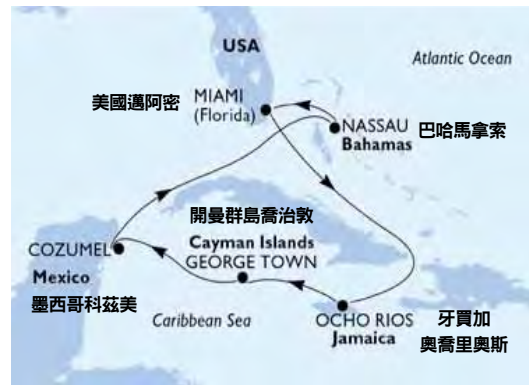 USA
Atlantic Ocean
美國邁阿密
MIAMI
(Florida)
NASSAU
Bahamas
巴哈馬拿索
開曼群島喬治敦
Cayman Islands
GEORGE TOWN
COZUMEL
Mexico
墨西哥科茲美
Caribbean Sea
OCHO RIOS
Jamaica
牙買加
奧喬里奧斯